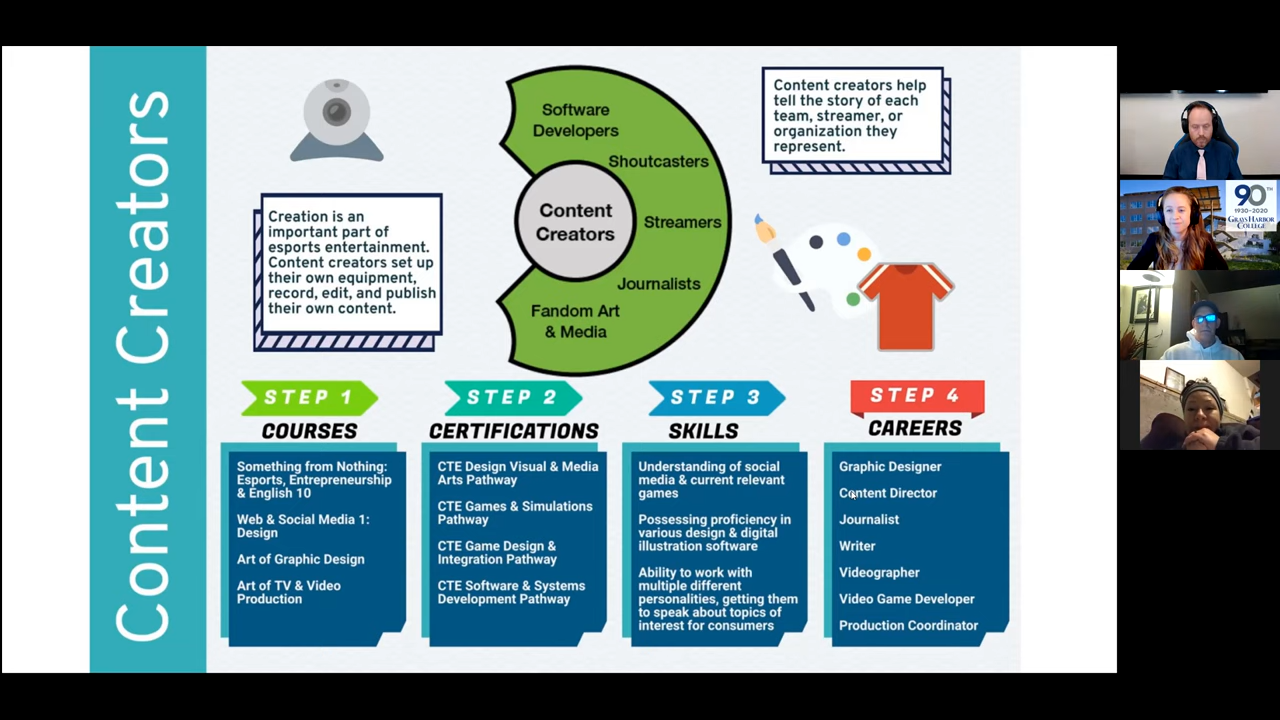 Content Creators
Software
Developers
Shoutcasters
Streamers
Journalists
Fandom Art
& Media
Content
Creators
Content creators help
tell the story of each
team, streamer, or
organization they
represent.
Creation is an
important part of
esports entertainment.
Content creators set up
their own equipment,
record, edit, and publish
their own content.
STEP 1
COURSES
Something from Nothing:
Esports, Entrepreneurship
& English 10
Web & Social Media 1:
Design
Art of Graphic Design
Art of TV & Video
Production
STEP 2
CERTIFICATIONS
CTE Design Visual & Media
Arts Pathway
CTE Games & Simulations
Pathway
CTE Game Design &
Integration Pathway
CTE Software & Systems
Development Pathway
STEP 3
SKILLS
Understanding of social
media & current relevant
games
Possessing proficiency in
various design & digital
illustration software
Ability to work with
multiple different
personalities, getting them
to speak about topics of
interest for consumers
STEP 4
CAREERS
Graphic Designer
Content Director
Journalist
Writer
Videographer
Video Game Developer
Production Coordinator
90TH
1930-2020
GRAYS HARBOR
COLLEGE